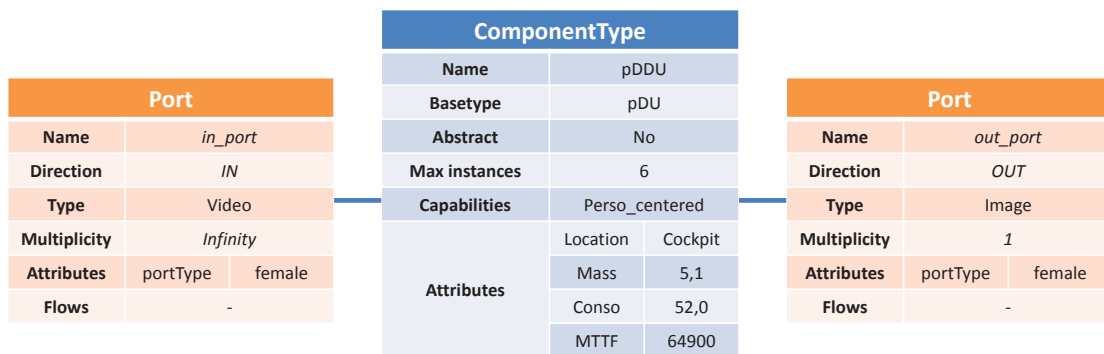 Port
Name in_port
Direction IN
Type Video
Multiplicity Infinity
Attributes portType female
Flows -
ComponentType
Name pDDU
Basetype pDU
Abstract No
Max instances 6
Capabilities Perso_centered
Attributes
Location Cockpit
Mass 5,1
Conso 52,0
MTTF 64900
Port
Name out_port
Direction OUT
Type Image
Multiplicity 1
Attributes portType female
Flows -